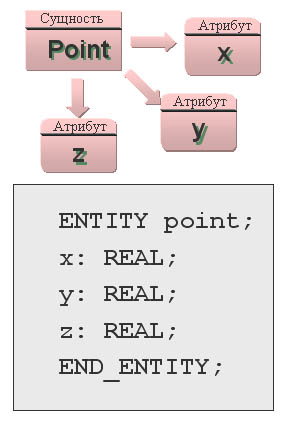 Сущность
Point
Атрибут
x
Атрибут
y
Атрибут
z
ENTITY point;
x: REAL;
y: REAL;
z: REAL;
END_ENTITY;